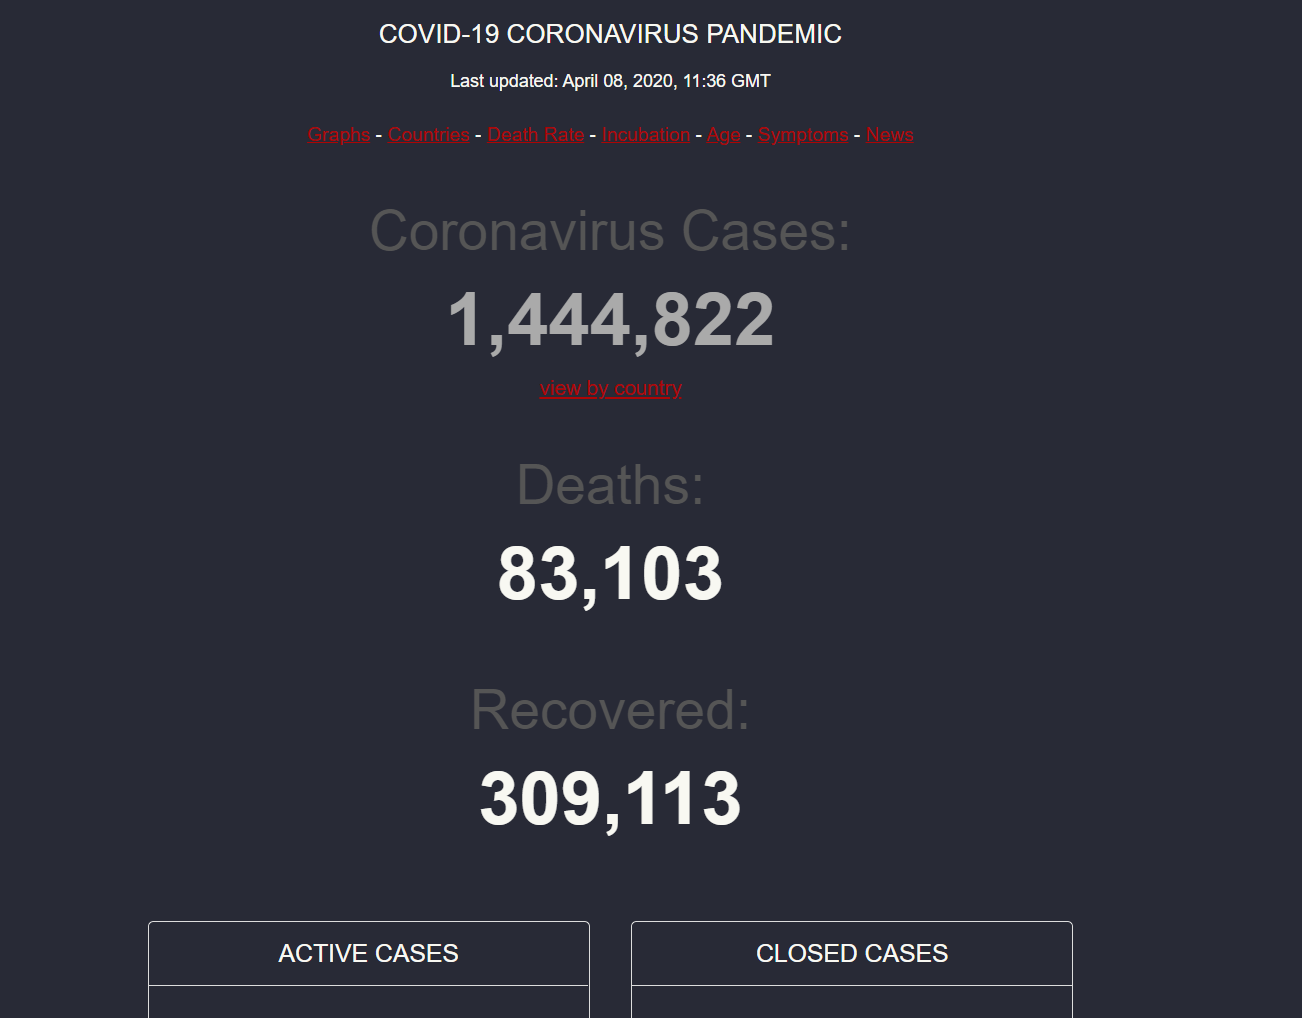 COVID-19 CORONAVIRUS PANDEMIC
Last updated: April 08, 2020, 11:36 GMT
Graphs - Countries - Death Rate - Incubation - Age - Symptoms - News
Coronavirus Cases:
1,444,822
view by country
Deaths:
83,103
Recovered:
309,113
ACTIVE CASES
CLOSED CASES